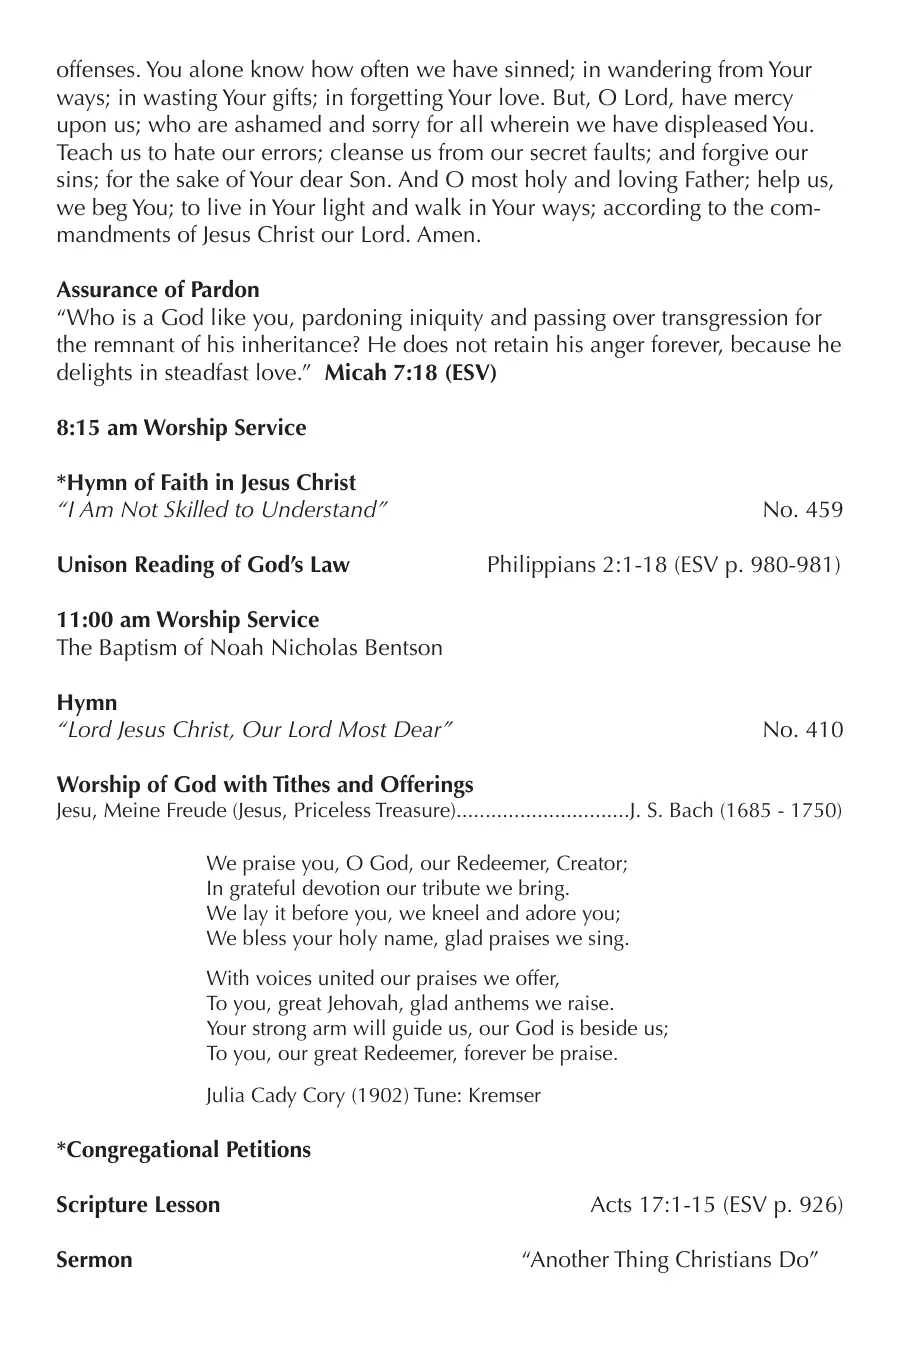 offenses. You alone know how often we have sinned; in wandering from Your
ways; in wasting Your gifts; in forgetting Your love. But, O Lord, have mercy
upon us; who are ashamed and sorry for all wherein we have displeased You.
Teach us to hate our errors; cleanse us from our secret faults; and forgive our
sins; for the sake of Your dear Son. And O most holy and loving Father; help us,
we beg You; to live in Your light and walk in Your ways; according to the com-
mandments of Jesus Christ our Lord. Amen.
Assurance of Pardon
“Who is a God like you, pardoning iniquity and passing over transgression for
the remnant of his inheritance? He does not retain his anger forever, because he
delights in steadfast love.”  Micah 7:18 (ESV)
8:15 am Worship Service
*Hymn of Faith in Jesus Christ
“I Am Not Skilled to Understand” No. 459
Unison Reading of God’s Law Philippians 2:1-18 (ESV p. 980-981)
11:00 am Worship Service
The Baptism of Noah Nicholas Bentson
Hymn
“Lord Jesus Christ, Our Lord Most Dear” No. 410
Worship of God with Tithes and Offerings
Jesu, Meine Freude (Jesus, Priceless Treasure)..............................J. S. Bach (1685 - 1750)
We praise you, O God, our Redeemer, Creator;
In grateful devotion our tribute we bring.
We lay it before you, we kneel and adore you;
We bless your holy name, glad praises we sing.
With voices united our praises we offer,
To you, great Jehovah, glad anthems we raise.
Your strong arm will guide us, our God is beside us;
To you, our great Redeemer, forever be praise.
Julia Cady Cory (1902) Tune: Kremser
*Congregational Petitions
Scripture Lesson Acts 17:1-15 (ESV p. 926)
Sermon “Another Thing Christians Do”